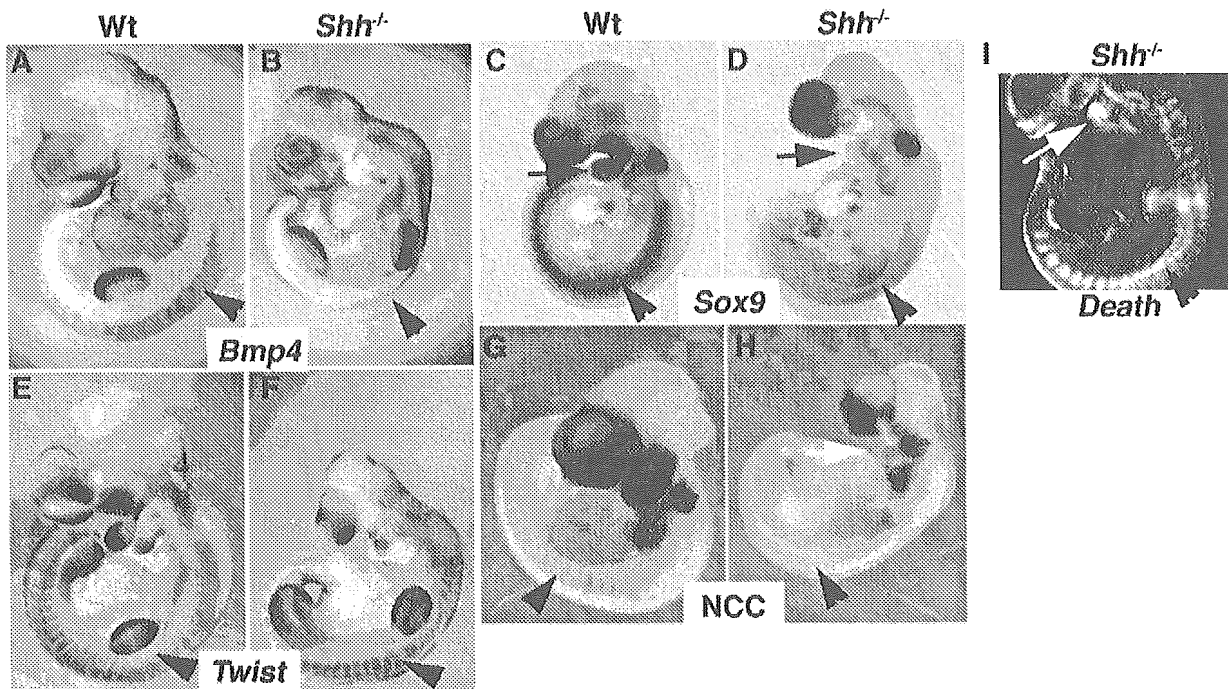 Wt Shh-/- Wt Shh-/-
A B C D I Shh-/-
Sox9 Death
Bmp4
E F G H
NCC
Twist